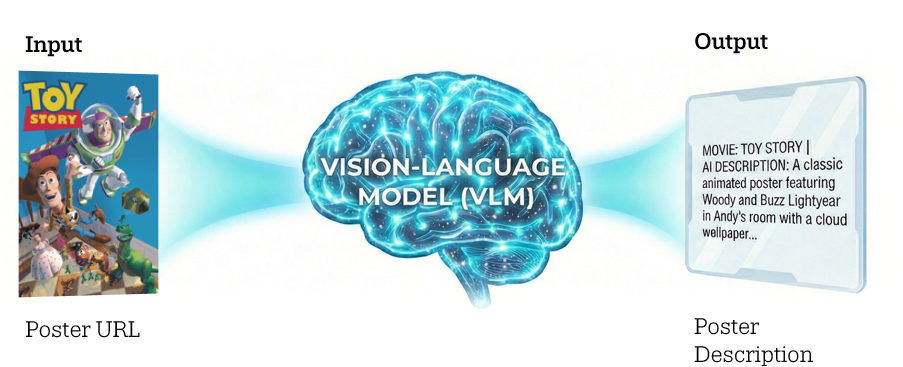 Input
Output
TOY
STORY
VISION-LANGUAGE
MODEL (VLM)
MOVIE: TOY STORY |
AI DESCRIPTION: A classic
animated poster featuring
Woody and Buzz Lightyear
in Andy's room with a cloud
wellpaper...
Poster URL
Poster
Description